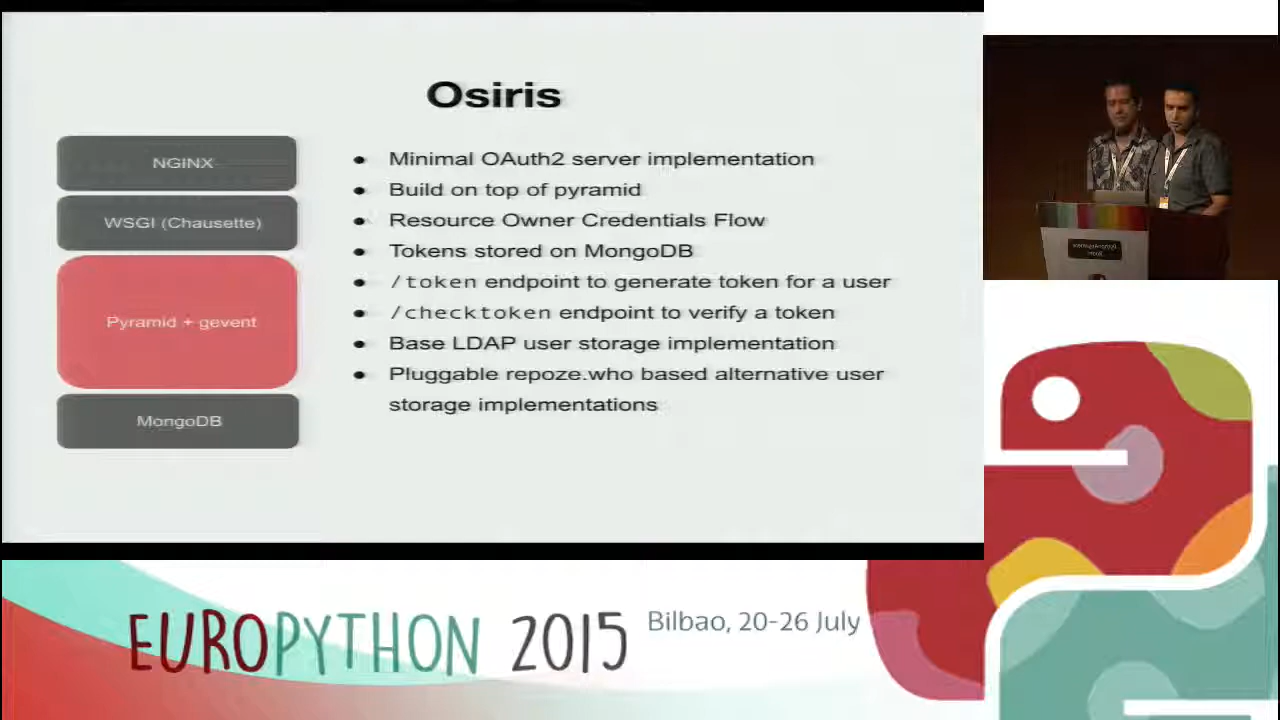 Osiris
NGINX
WSGI (Chausette)
Pyramid + gevent
MongoDB
● Minimal OAuth2 server implementation
● Build on top of pyramid
● Resource Owner Credentials Flow
● Tokens stored on MongoDB
● /token endpoint to generate token for a user
● /checktoken endpoint to verify a token
● Base LDAP user storage implementation
● Pluggable repoze.who based alternative user
storage implementations
EUROPYTHON 2015
Bilbao, 20-26 July